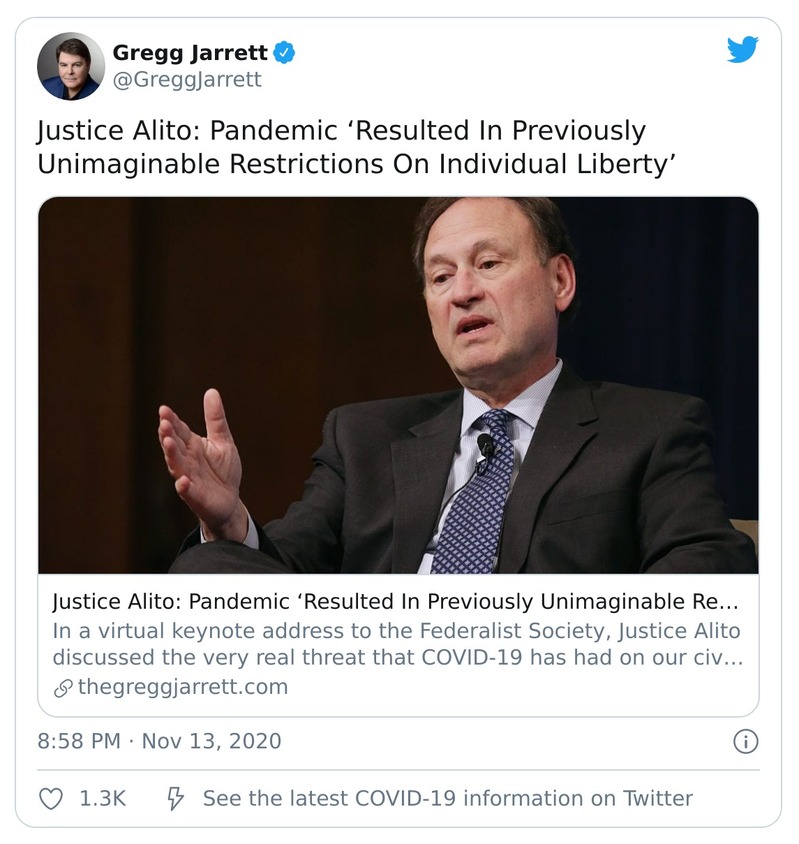 Gregg Jarrett
@GreggJarrett
Justice Alito: Pandemic ‘Resulted In Previously
Unimaginable Restrictions On Individual Liberty’
Justice Alito: Pandemic ‘Resulted In Previously Unimaginable Re...
In a virtual keynote address to the Federalist Society, Justice Alito
discussed the very real threat that COVID-19 has had on our civ...
thegreggjarrett.com
8:58 PM · Nov 13, 2020
1.3K See the latest COVID-19 information on Twitter